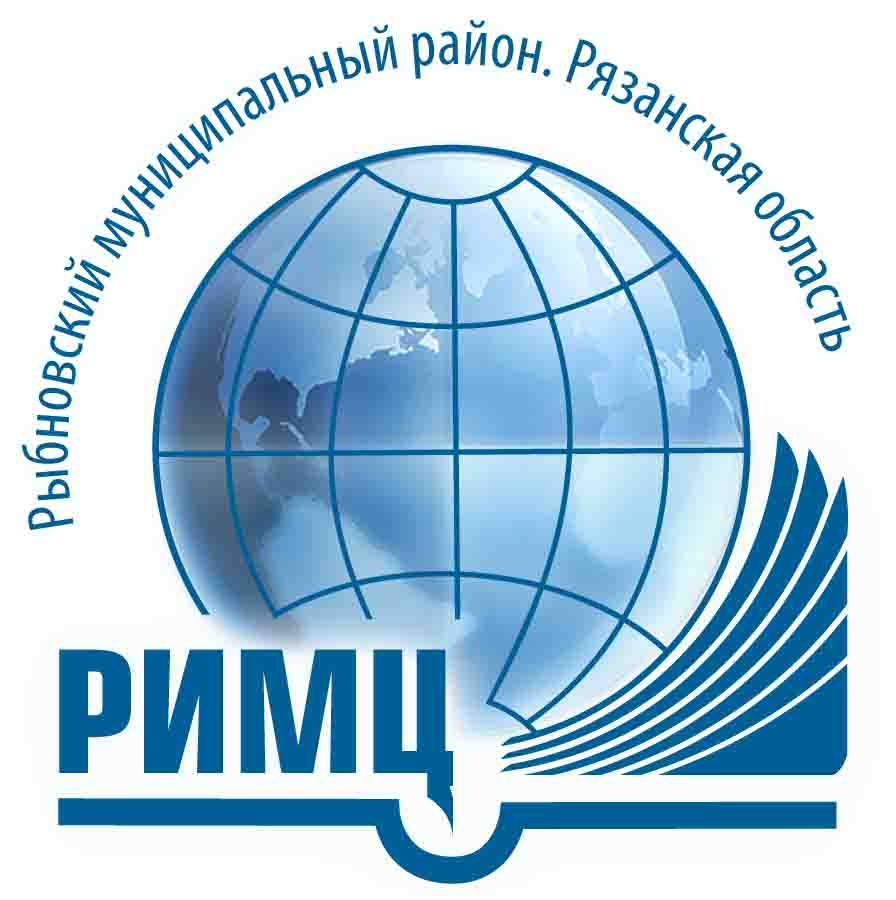 Рыбновский муниципальный район. Рязанская область
РИМЦ